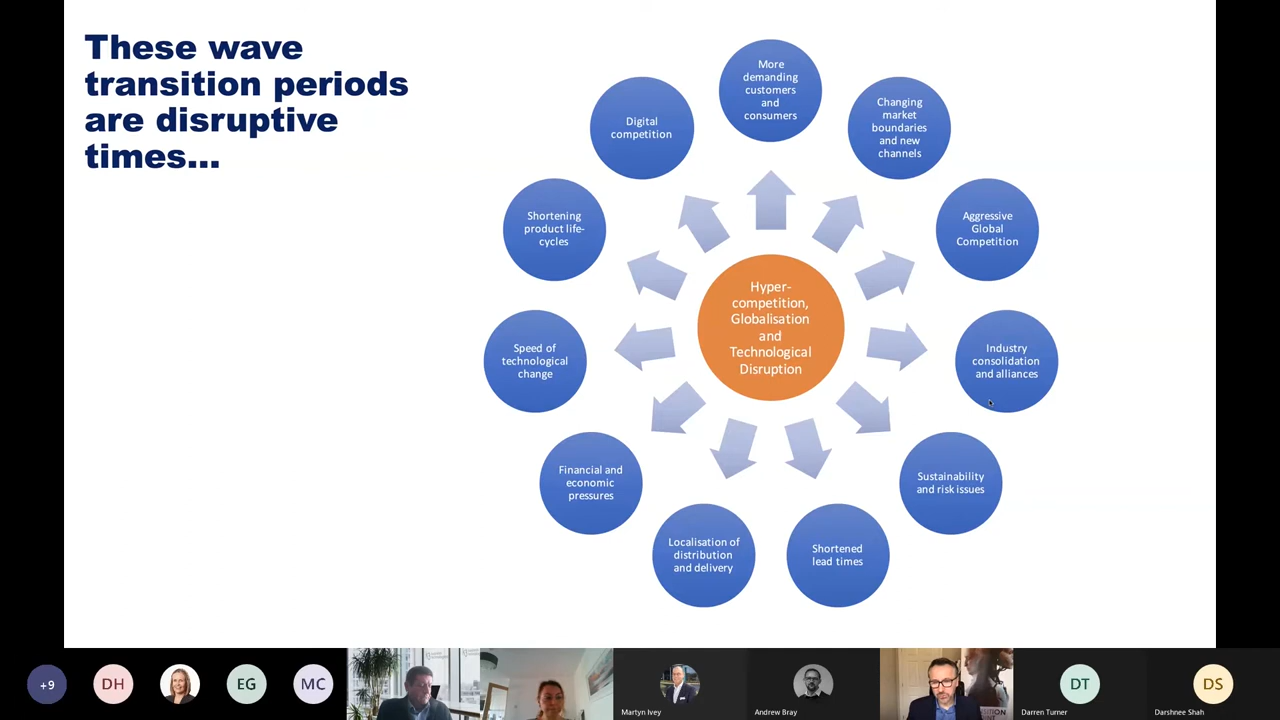 These wave
transition periods
are disruptive
times...
More
demanding
customers
and
consumers
Changing
market
boundaries
and new
channels
Aggressive
Global
Competition
Industry
consolidation
and alliances
Sustainability
and risk issues
Shortened
lead times
Localisation of
distribution
and delivery
Financial and
economic
pressures
Speed of
technological
change
Shortening
product life-
cycles
Digital
competition
Hyper-
competition,
Globalisation
and
Technological
Disruption
+9
DH
EG
MC
Martyn Ivey
Andrew Bray
DT
Darren Turner
DS
Darshnee Shah